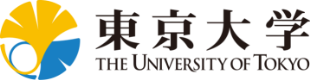 東京大学
THE UNIVERSITY OF TOKYO